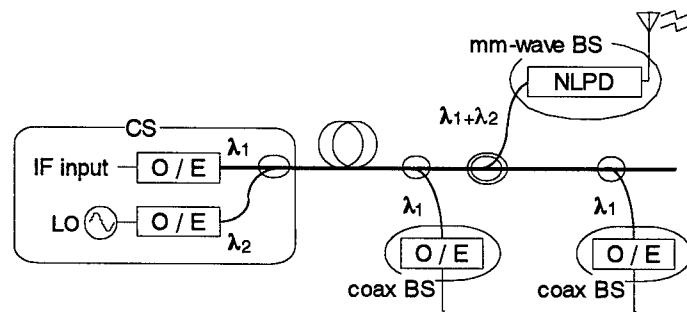 mm-wave BS
NLPD
λ1+λ2
CS
IF input
O / E
λ1
LO
O / E
λ2
λ1
λ1
O / E
O / E
coax BS
coax BS